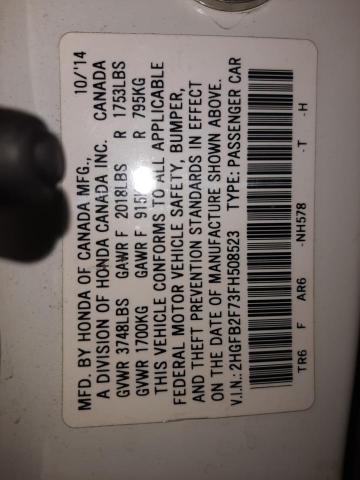 MFD. BY HONDA OF CANADA MFG., 10/'14
A DIVISION OF HONDA CANADA INC. CANADA
GVWR 3748LBS GAWR F 2018LBS R 1753LBS
GVWR 1700KG GAWR F 915 R 795KG
THIS VEHICLE CONFORMS TO ALL APPLICABLE
FEDERAL MOTOR VEHICLE SAFETY, BUMPER,
AND THEFT PREVENTION STANDARDS IN EFFECT
ON THE DATE OF MANUFACTURE SHOWN ABOVE.
V.I.N.: 2HGFB2F73FH508523 TYPE: PASSENGER CAR
TR6 F AR6 -NH578 -T -H